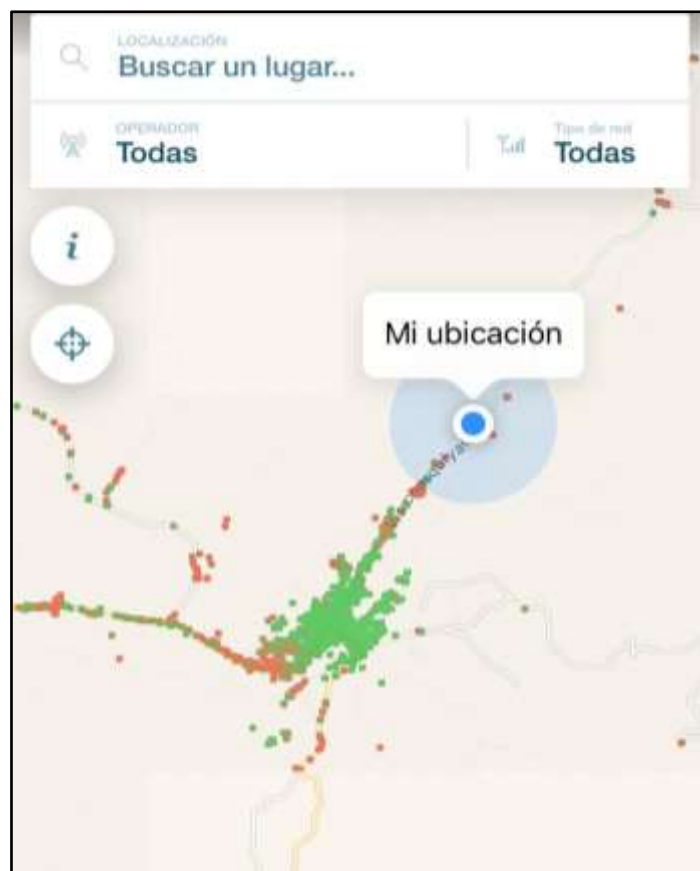 LOCALIZACIÓN
Buscar un lugar...
OPERADOR
Todas
Tipo de red
Todas
i
Mi ubicación